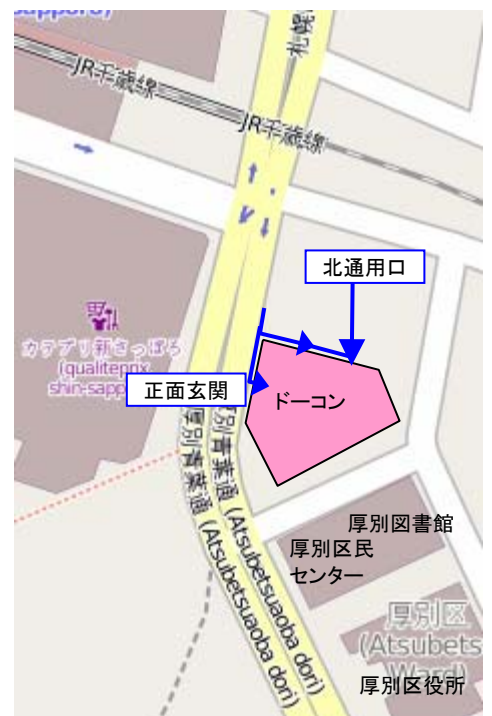 sapporo)
札幌
JR千歳線
JR千歳線
北通用口
カテプリ新さっぽろ
(qualiteprix
shin-sapp
正面玄関
ドーコン
厚別青葉通 (Atsubetsuaoba dori)
厚別青葉通 (Atsubetsuaoba dori)
厚別図書館
厚別区民
センター
厚別区
(Atsubets
Ward)
厚別区役所